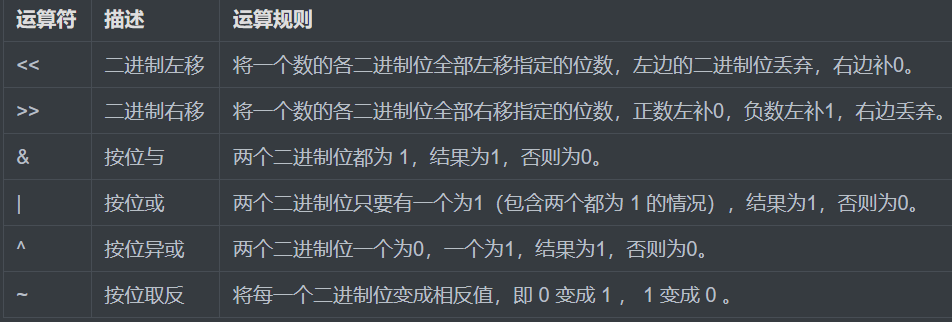 运算符 描述 运算规则
<< 二进制左移 将一个数的各二进制位全部左移指定的位数，左边的二进制位丢弃，右边补0。
>> 二进制右移 将一个数的各二进制位全部右移指定的位数，正数左补0，负数左补1，右边丢弃。
& 按位与 两个二进制位都为 1，结果为1，否则为0。
| 按位或 两个二进制位只要有一个为1（包含两个都为 1 的情况），结果为1，否则为0。
^ 按位异或 两个二进制位一个为0，一个为1，结果为1，否则为0。
~ 按位取反 将每一个二进制位变成相反值，即 0 变成 1 ， 1 变成 0 。